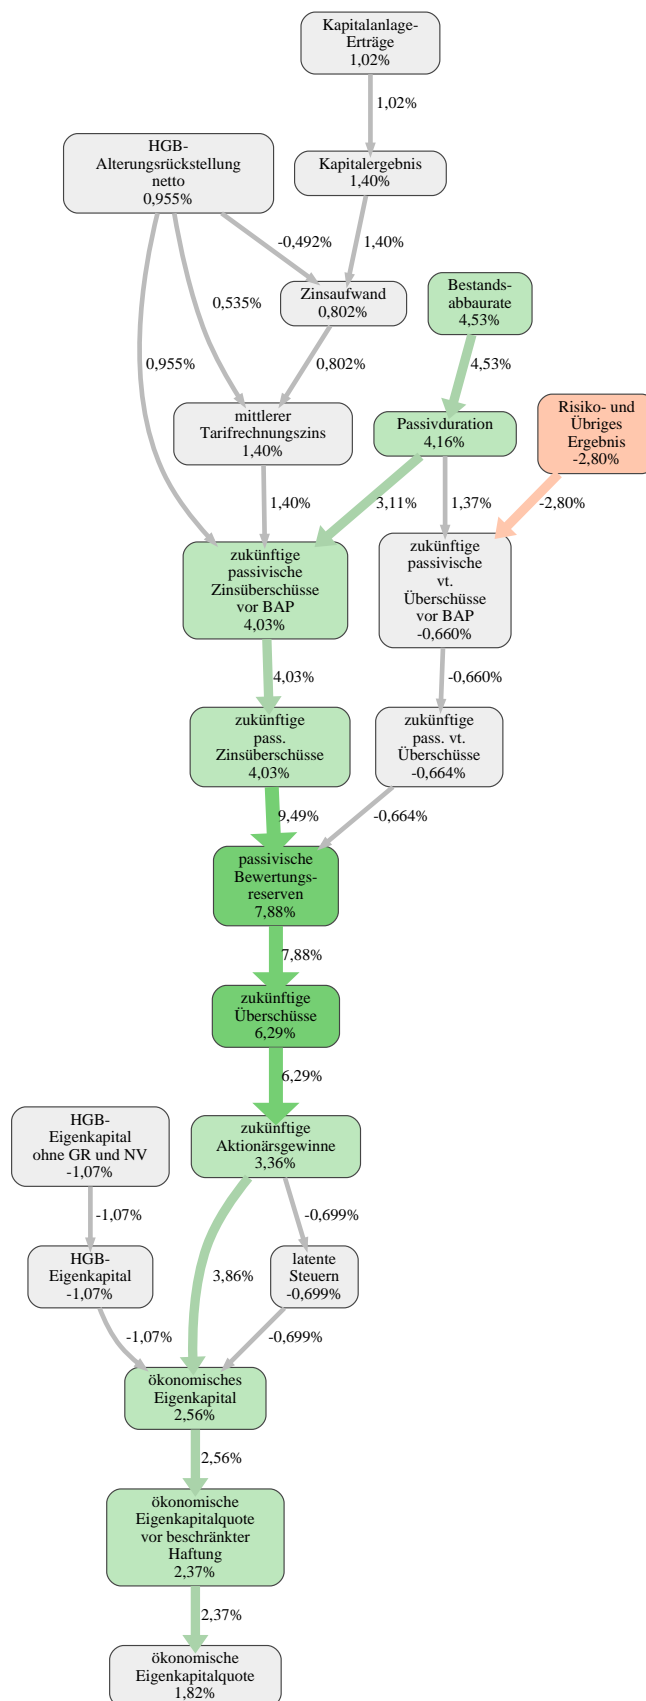 Kapitalanlage-
Erträge
1,02%
1,02%
HGB-
Alterungsrückstellung
netto
0,955%
Kapitalergebnis
1,40%
-0,492%
1,40%
Zinsaufwand
0,802%
Bestands-
abbaurate
4,53%
0,535%
0,955%
0,802%
4,53%
mittlerer
Tarifrechnungszins
1,40%
Passivduration
4,16%
Risiko- und
Übriges
Ergebnis
-2,80%
1,40%
3,11%
1,37%
-2,80%
zukünftige
passivische
Zinsüberschüsse
vor BAP
4,03%
zukünftige
passivische
vt.
Überschüsse
vor BAP
-0,660%
4,03%
-0,660%
zukünftige
pass.
Zinsüberschüsse
4,03%
zukünftige
pass. vt.
Überschüsse
-0,664%
9,49%
-0,664%
passivische
Bewertungs-
reserven
7,88%
7,88%
zukünftige
Überschüsse
6,29%
6,29%
HGB-
Eigenkapital
ohne GR und NV
-1,07%
zukünftige
Aktionärsgewinne
3,36%
-1,07%
-0,699%
HGB-
Eigenkapital
-1,07%
3,86%
latente
Steuern
-0,699%
-1,07%
-0,699%
ökonomisches
Eigenkapital
2,56%
2,56%
ökonomische
Eigenkapitalquote
vor beschränkter
Haftung
2,37%
2,37%
ökonomische
Eigenkapitalquote
1,82%